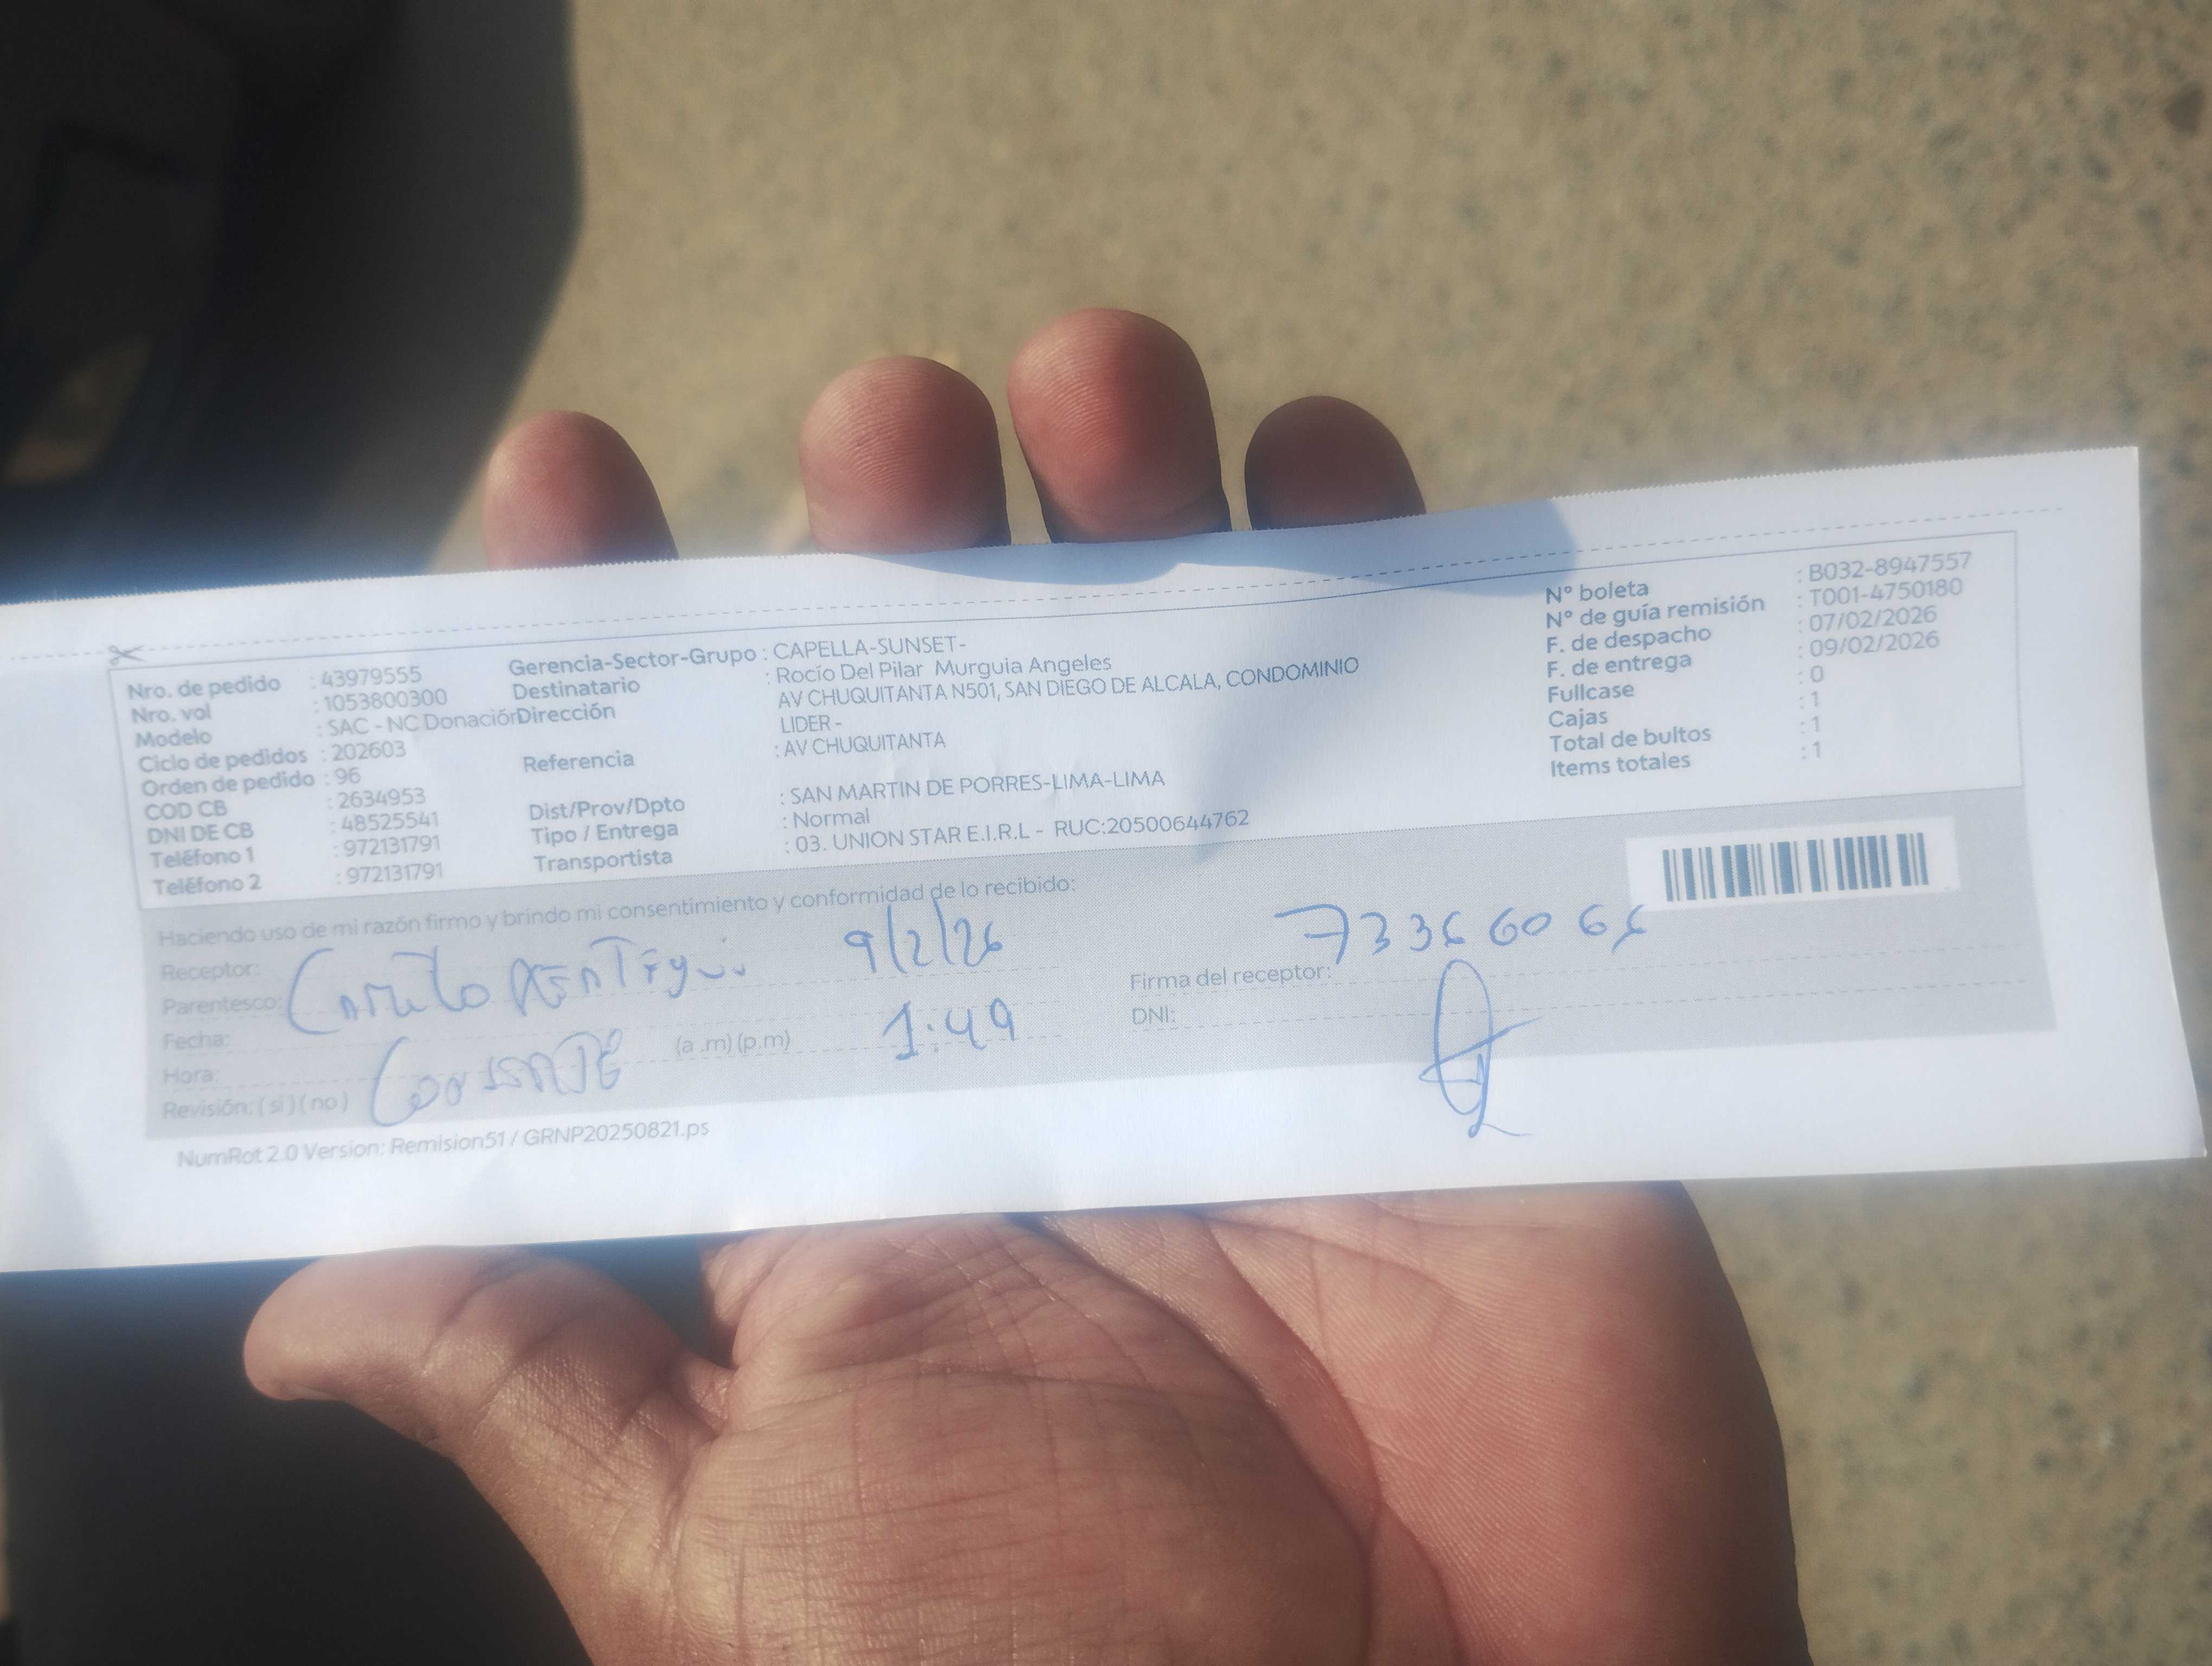 Nro. de pedido : 43979555
Nro. vol : 1053800300
Modelo : SAC - NC Donación
Ciclo de pedidos : 202603
Orden de pedido : 96
COD CB : 2634953
DNI DE CB : 48525541
Teléfono 1 : 972131791
Teléfono 2 : 972131791
Gerencia-Sector-Grupo : CAPELLA-SUNSET-
Destinatario : Rocío Del Pilar Murguia Angeles
Dirección AV CHUQUITANTA N501, SAN DIEGO DE ALCALA, CONDOMINIO
LIDER -
Referencia : AV CHUQUITANTA
Dist/Prov/Dpto : SAN MARTIN DE PORRES-LIMA-LIMA
Tipo / Entrega : Normal
Transportista : 03. UNION STAR E.I.R.L - RUC:20500644762
N° boleta : B032-8947557
N° de guía remisión : T001-4750180
F. de despacho : 07/02/2026
F. de entrega : 09/02/2026
Fullcase : 0
Cajas : 1
Total de bultos : 1
Items totales : 1
Haciendo uso de mi razón firmo y brindo mi consentimiento y conformidad de lo recibido:
Receptor:
Parentesco:
Fecha: 9/2/26
Hora: (a .m) (p.m) 1:49
Revisión: ( si ) ( no )
Firma del receptor:
DNI:
NumRot 2.0 Version: Remision51 / GRNP20250821.ps